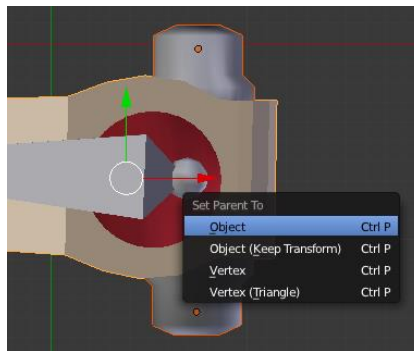 Set Parent To
Object Ctrl P
Object (Keep Transform) Ctrl P
Vertex Ctrl P
Vertex (Triangle) Ctrl P